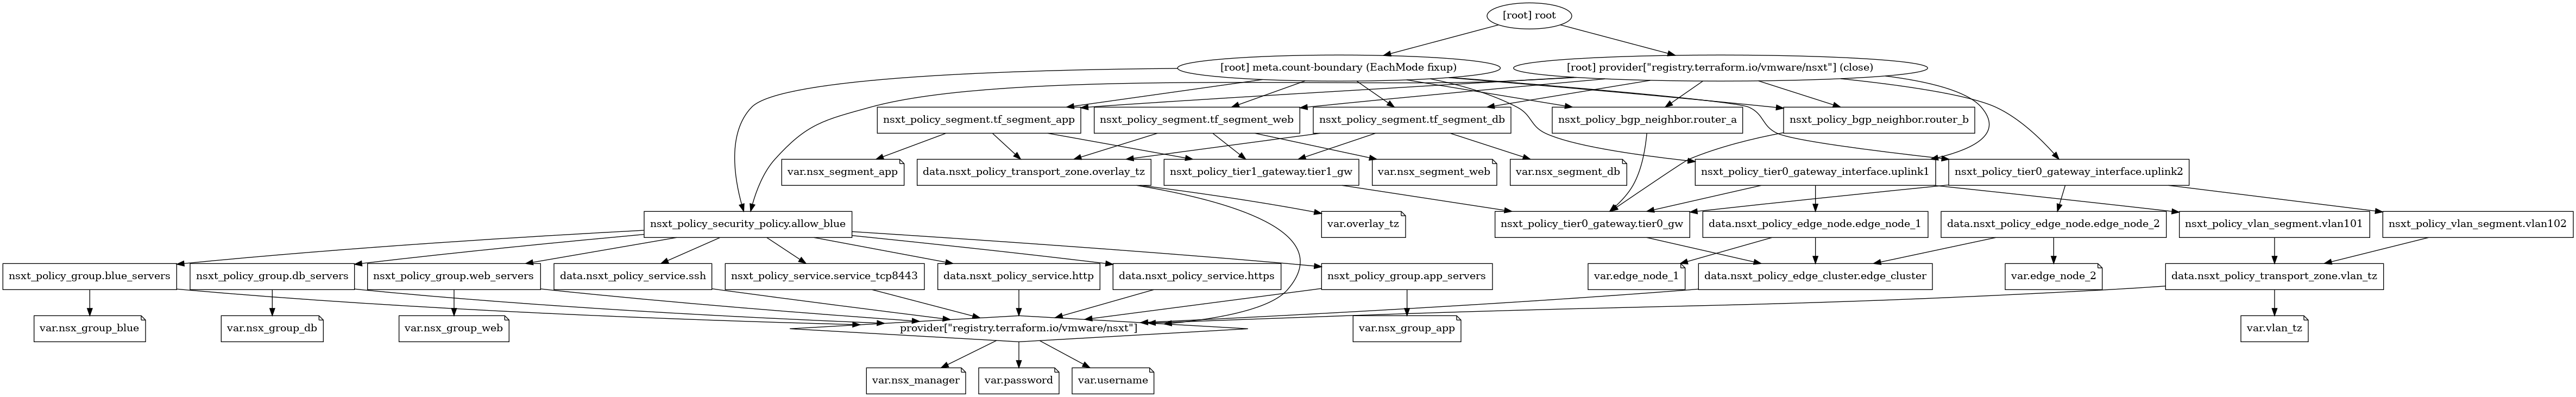 [root] root
[root] meta.count-boundary (EachMode fixup)
[root] provider["registry.terraform.io/vmware/nsxt"] (close)
nsxt_policy_segment.tf_segment_app
nsxt_policy_segment.tf_segment_web
nsxt_policy_segment.tf_segment_db
nsxt_policy_bgp_neighbor.router_a
nsxt_policy_bgp_neighbor.router_b
var.nsx_segment_app
data.nsxt_policy_transport_zone.overlay_tz
nsxt_policy_tier1_gateway.tier1_gw
var.nsx_segment_web
var.nsx_segment_db
nsxt_policy_tier0_gateway_interface.uplink1
nsxt_policy_tier0_gateway_interface.uplink2
nsxt_policy_security_policy.allow_blue
var.overlay_tz
nsxt_policy_tier0_gateway.tier0_gw
data.nsxt_policy_edge_node.edge_node_1
data.nsxt_policy_edge_node.edge_node_2
nsxt_policy_vlan_segment.vlan101
nsxt_policy_vlan_segment.vlan102
nsxt_policy_group.blue_servers
nsxt_policy_group.db_servers
nsxt_policy_group.web_servers
data.nsxt_policy_service.ssh
nsxt_policy_service.service_tcp8443
data.nsxt_policy_service.http
data.nsxt_policy_service.https
nsxt_policy_group.app_servers
var.edge_node_1
data.nsxt_policy_edge_cluster.edge_cluster
var.edge_node_2
data.nsxt_policy_transport_zone.vlan_tz
var.nsx_group_blue
var.nsx_group_db
var.nsx_group_web
provider["registry.terraform.io/vmware/nsxt"]
var.nsx_group_app
var.vlan_tz
var.nsx_manager
var.password
var.username